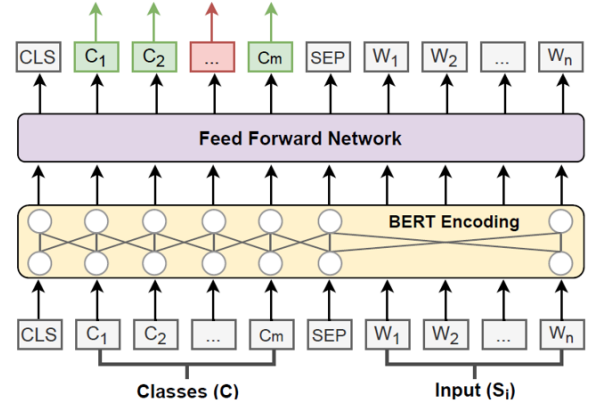 CLS C1 C2 ... Cm SEP W1 W2 ... Wn
Feed Forward Network
BERT Encoding
CLS C1 C2 ... Cm SEP W1 W2 ... Wn
Classes (C) Input (Si)